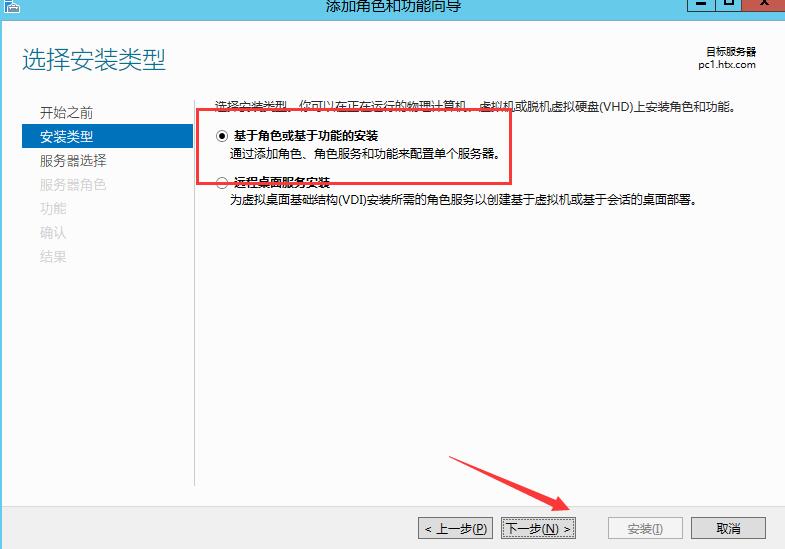 添加角色和功能向导
选择安装类型
目标服务器
pc1.htx.com
开始之前
安装类型
服务器选择
服务器角色
功能
确认
结果
选择安装类型。你可以在正在运行的物理计算机、虚拟机或脱机虚拟硬盘(VHD)上安装角色和功能。
基于角色或基于功能的安装
通过添加角色、角色服务和功能来配置单个服务器。
远程桌面服务安装
为虚拟桌面基础结构(VDI)安装所需的角色服务以创建基于虚拟机或基于会话的桌面部署。
< 上一步(P)
下一步(N) >
安装(I)
取消